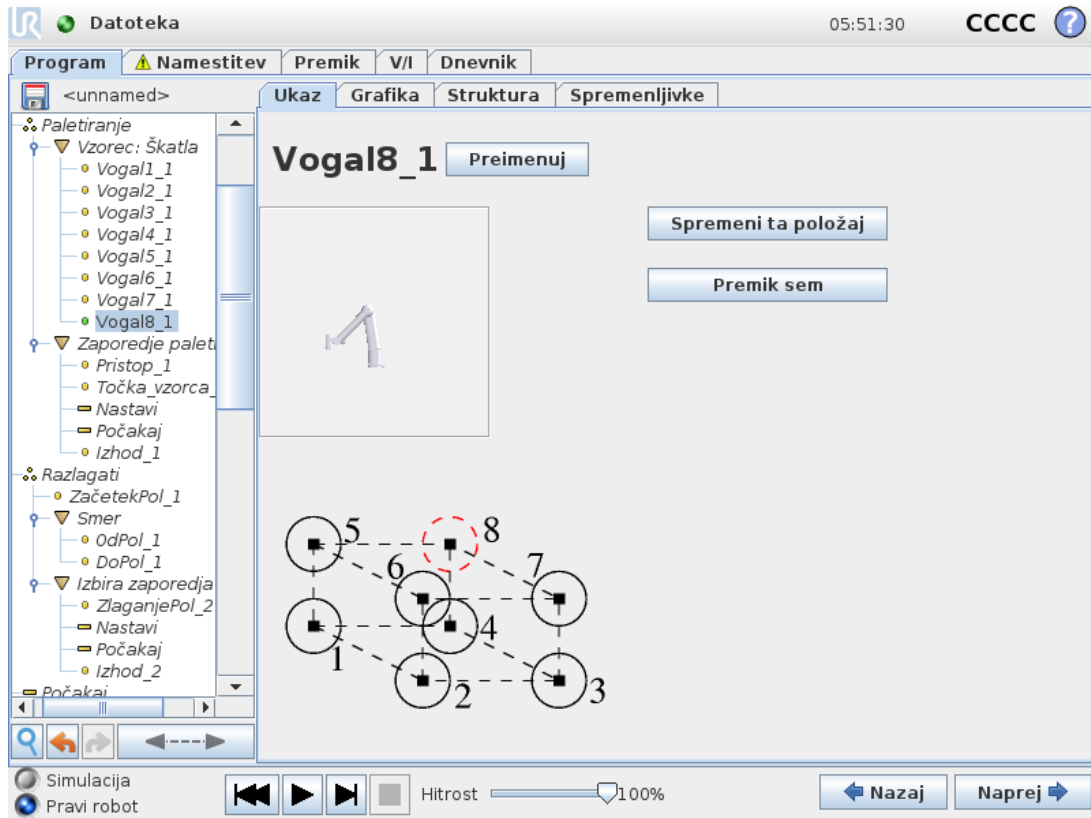 UR Datoteka 05:51:30 CCCC ?
Program Namestitev Premik V/I Dnevnik
<unnamed>
Ukaz Grafika Struktura Spremenljivke
Paletiranje
Vzorec: Škatla
Vogal1_1
Vogal2_1
Vogal3_1
Vogal4_1
Vogal5_1
Vogal6_1
Vogal7_1
Vogal8_1
Zaporedje paleti
Pristop_1
Točka_vzorca_
Nastavi
Počakaj
Izhod_1
Razlagati
ZačetekPol_1
Smer
OdPol_1
DoPol_1
Izbira zaporedja
ZlaganjePol_2
Nastavi
Počakaj
Izhod_2
Počakaj
Vogal8_1 Preimenuj
Spremeni ta položaj
Premik sem
5 8
6 7
1 4
2 3
Simulacija
Pravi robot
Hitrost 100%
Nazaj Naprej